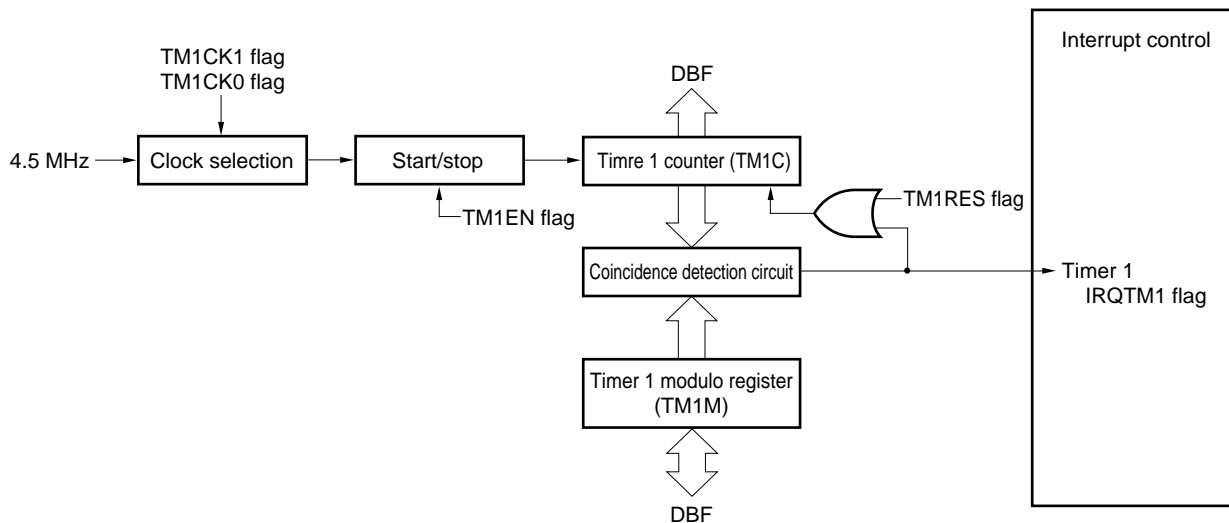 Interrupt control
TM1CK1 flag
TM1CK0 flag
DBF
4.5 MHz
Clock selection
Start/stop
Timre 1 counter (TM1C)
TM1RES flag
TM1EN flag
Coincidence detection circuit
Timer 1
IRQTM1 flag
Timer 1 modulo register
(TM1M)
DBF